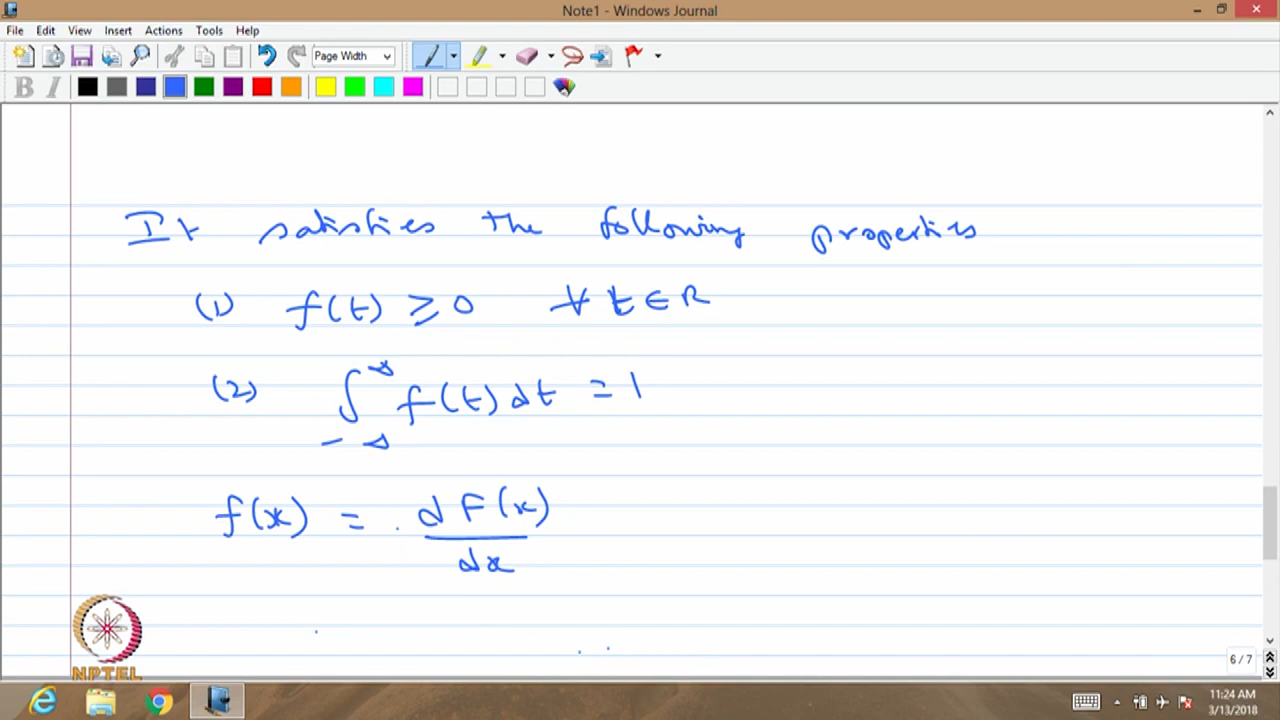 Note1 - Windows Journal
File Edit View Insert Actions Tools Help
Page Width
B I
It satisfies the following properties
(1) f(t) ≥ 0 ∀ t ∈ R
(2) ∫_{-∞}^{∞} f(t) dt = 1
f(x) = dF(x)/dx
NPTEL
6 / 7
11:24 AM
3/13/2018